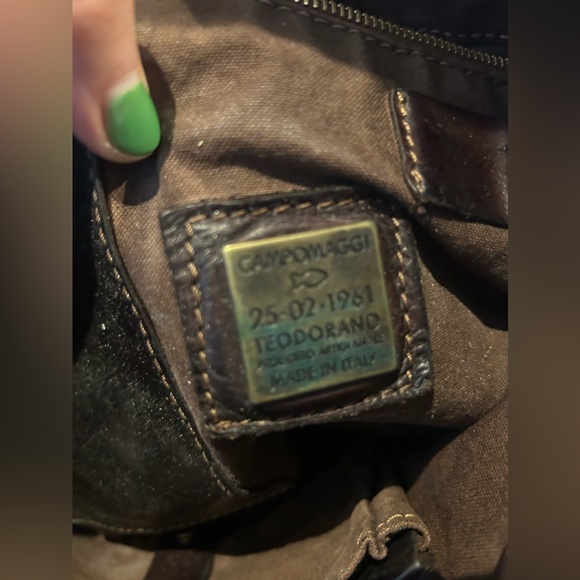 CAMPOMAGGI
25-02-1961
TEODORANO
MADE IN ITALY